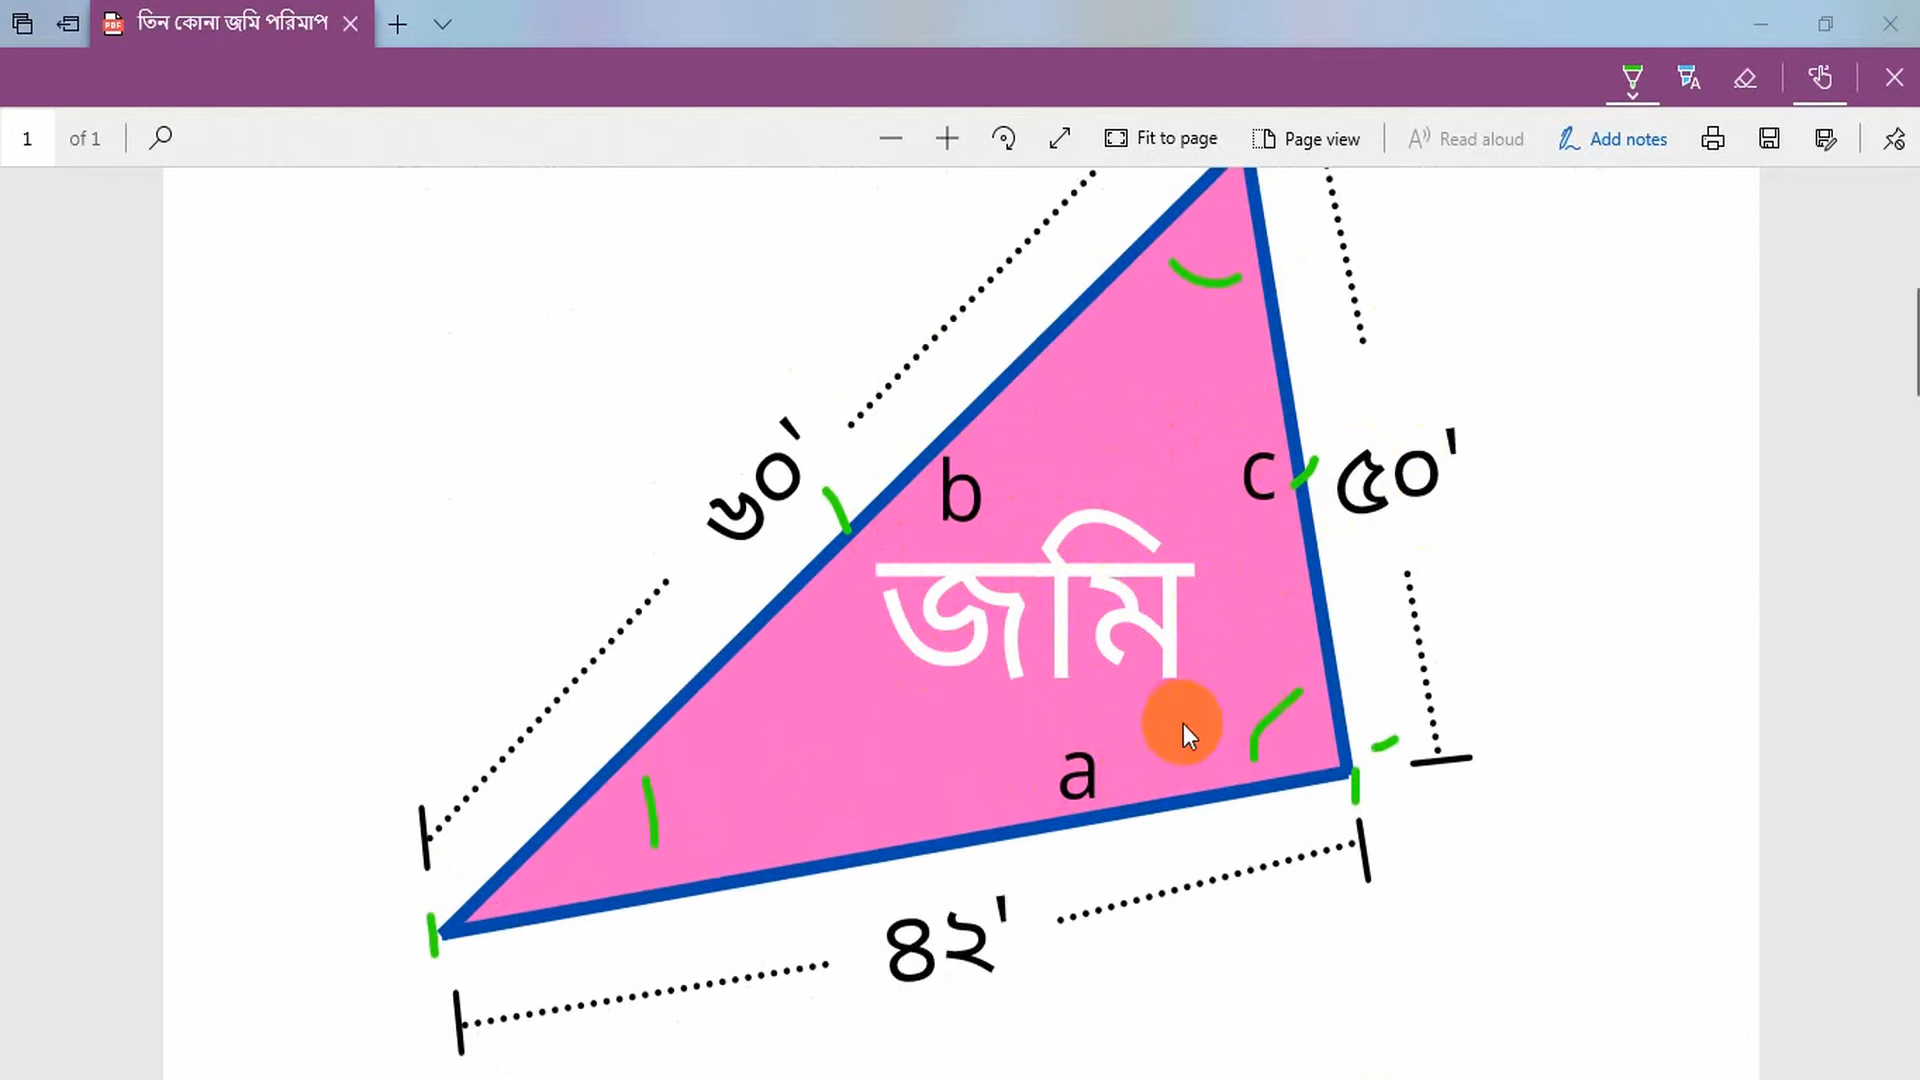 তিন কোনা জমি পরিমাপ
1 of 1 Fit to page Page view Read aloud Add notes
৬০'
b
c
৫০'
জমি
a
৪২'